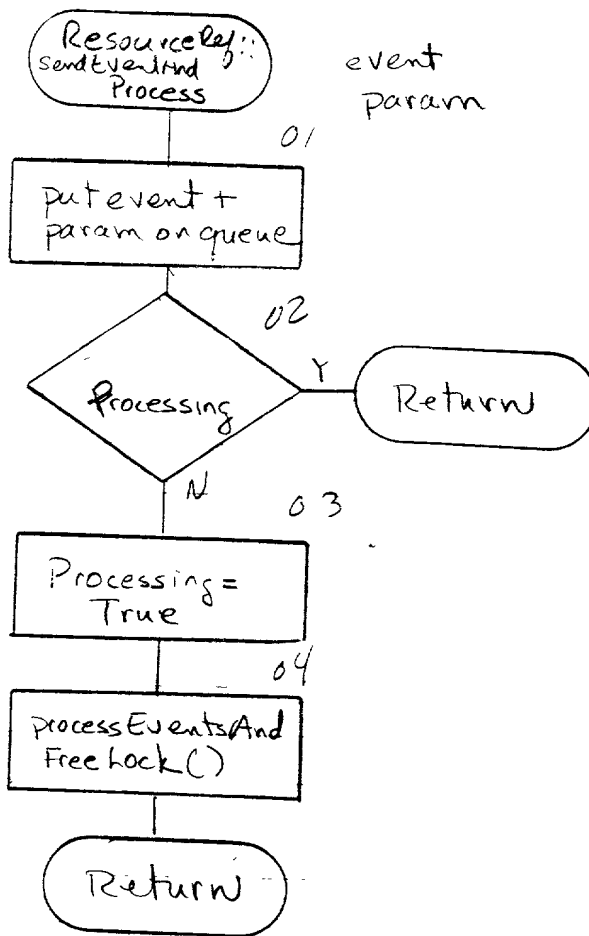 ResourceRef::
sendEventAnd
Process
event
param
01
put event +
param on queue
02
Processing
Y
Return
N
03
Processing =
True
04
processEventsAnd
FreeLock()
Return